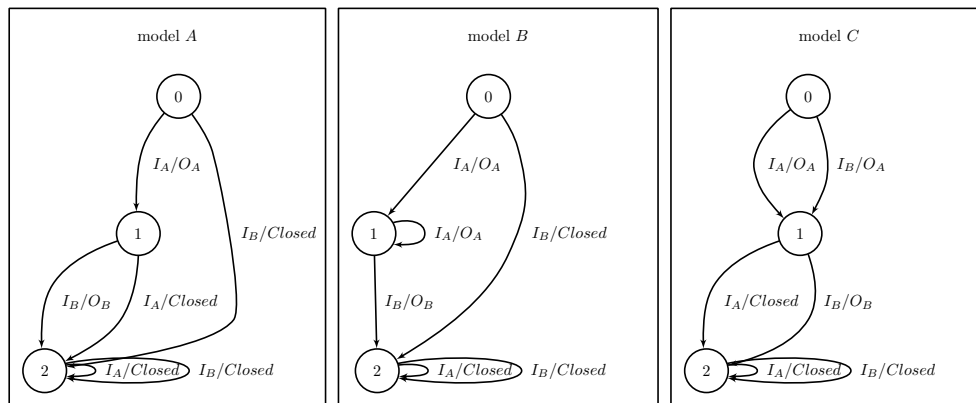 model A
0
I_A/O_A
I_B/Closed
1
I_B/O_B
I_A/Closed
2
I_A/Closed
I_B/Closed
model B
0
I_A/O_A
I_B/Closed
1
I_A/O_A
I_B/O_B
2
I_A/Closed
I_B/Closed
model C
0
I_A/O_A
I_B/O_A
1
I_A/Closed
I_B/O_B
2
I_A/Closed
I_B/Closed